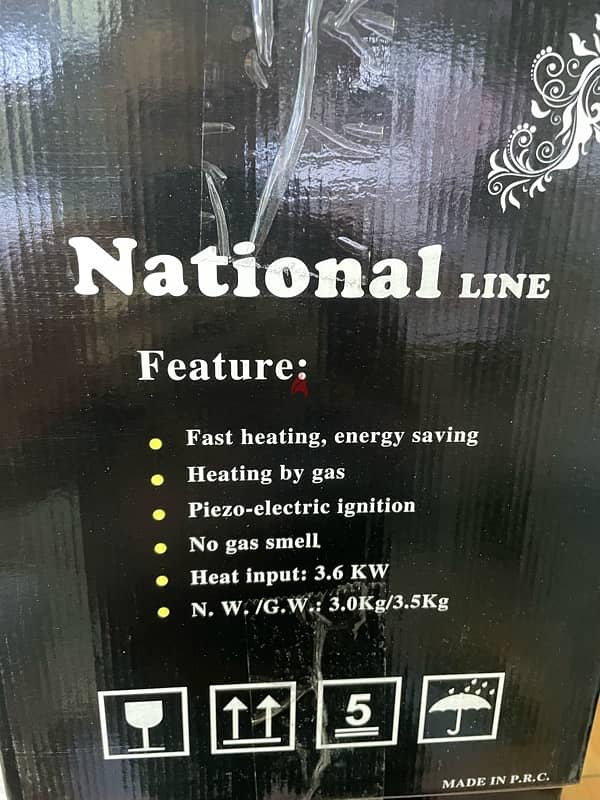 National LINE
Feature:
Fast heating, energy saving
Heating by gas
Piezo-electric ignition
No gas smell
Heat input: 3.6 KW
N. W. /G.W.: 3.0Kg/3.5Kg
5
MADE IN P.R.C.